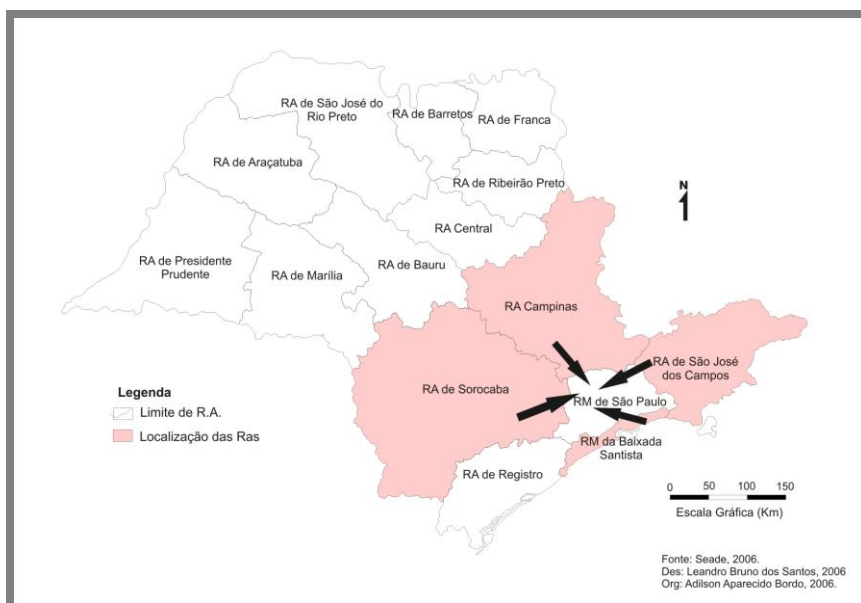 RA de São José do
Rio Preto
RA de Barretos
RA de Franca
RA de Araçatuba
RA de Ribeirão Preto
N
RA Central
RA de Presidente
Prudente
RA de Marília
RA de Bauru
RA Campinas
RA de São José
dos Campos
RA de Sorocaba
RM de São Paulo
RM da Baixada
Santista
RA de Registro
Legenda
Limite de R.A.
Localização das Ras
0 50 100 150
Escala Gráfica (Km)
Fonte: Seade, 2006.
Des: Leandro Bruno dos Santos, 2006
Org: Adilson Aparecido Bordo, 2006.